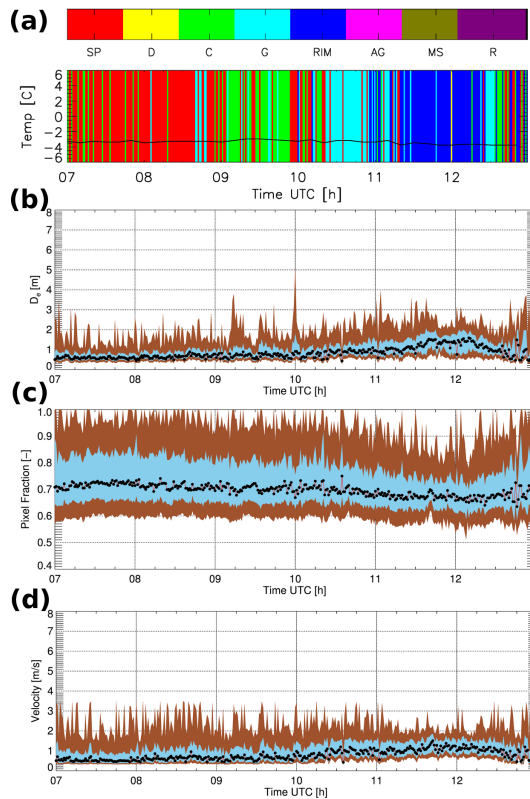 (a)
SP D C G RIM AG MS R
Temp [C]
6
4
2
0
−2
−4
−6
07 08 09 10 11 12
Time UTC [h]
(b)
D_e [m]
8
7
6
5
4
3
2
1
0
07 08 09 10 11 12
Time UTC [h]
(c)
Pixel Fraction [−]
1.0
0.9
0.8
0.7
0.6
0.5
0.4
07 08 09 10 11 12
Time UTC [h]
(d)
Velocity [m/s]
8
7
6
5
4
3
2
1
0
07 08 09 10 11 12
Time UTC [h]